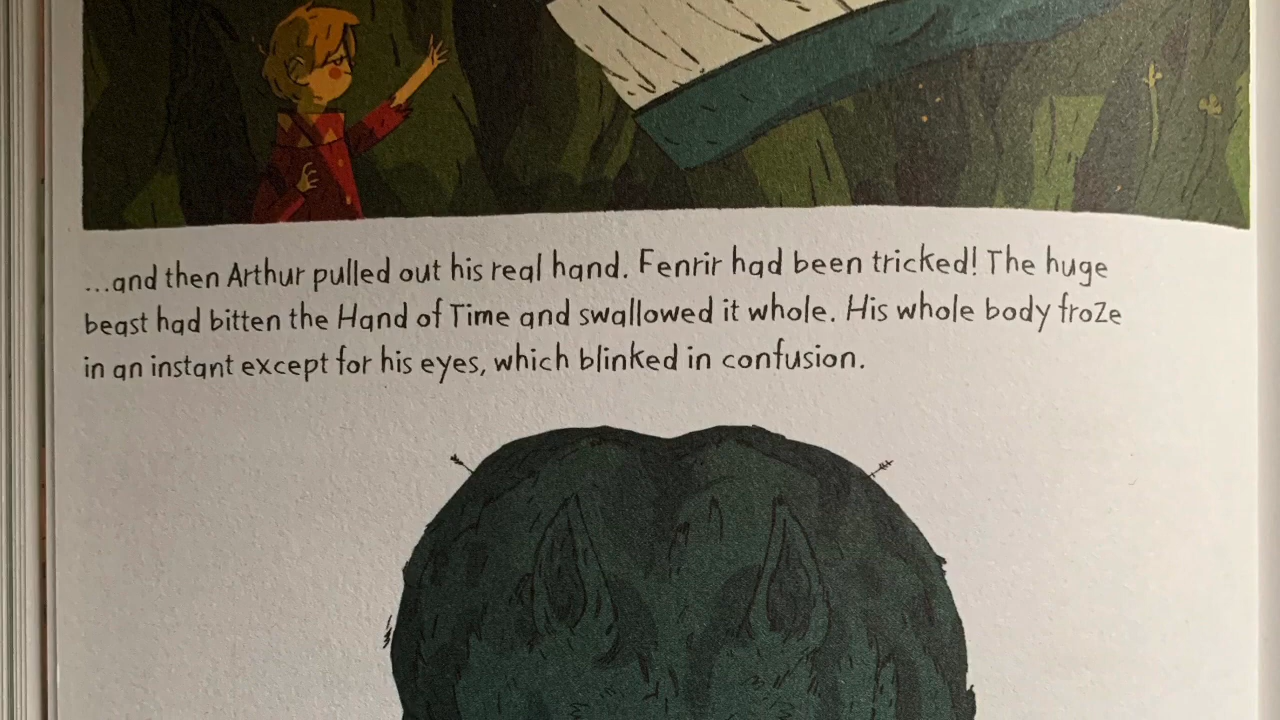 ...and then Arthur pulled out his real hand. Fenrir had been tricked! The huge
beast had bitten the Hand of Time and swallowed it whole. His whole body froze
in an instant except for his eyes, which blinked in confusion.